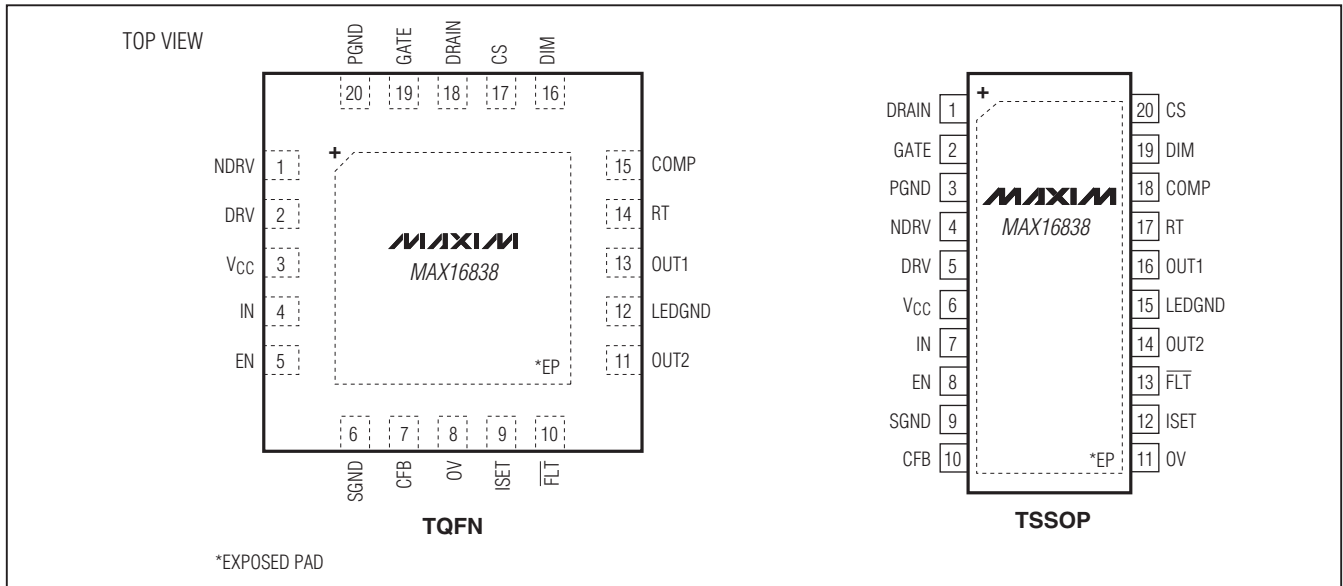 TOP VIEW
PGND
GATE
DRAIN
CS
DIM
20 19 18 17 16
NDRV 1
DRV 2
VCC 3
IN 4
EN 5
+
MAXIM
MAX16838
*EP
15 COMP
14 RT
13 OUT1
12 LEDGND
11 OUT2
6 7 8 9 10
SGND
CFB
OV
ISET
F̅L̅T̅
TQFN
*EXPOSED PAD
DRAIN 1
GATE 2
PGND 3
NDRV 4
DRV 5
VCC 6
IN 7
EN 8
SGND 9
CFB 10
+
MAXIM
MAX16838
*EP
20 CS
19 DIM
18 COMP
17 RT
16 OUT1
15 LEDGND
14 OUT2
13 F̅L̅T̅
12 ISET
11 OV
TSSOP